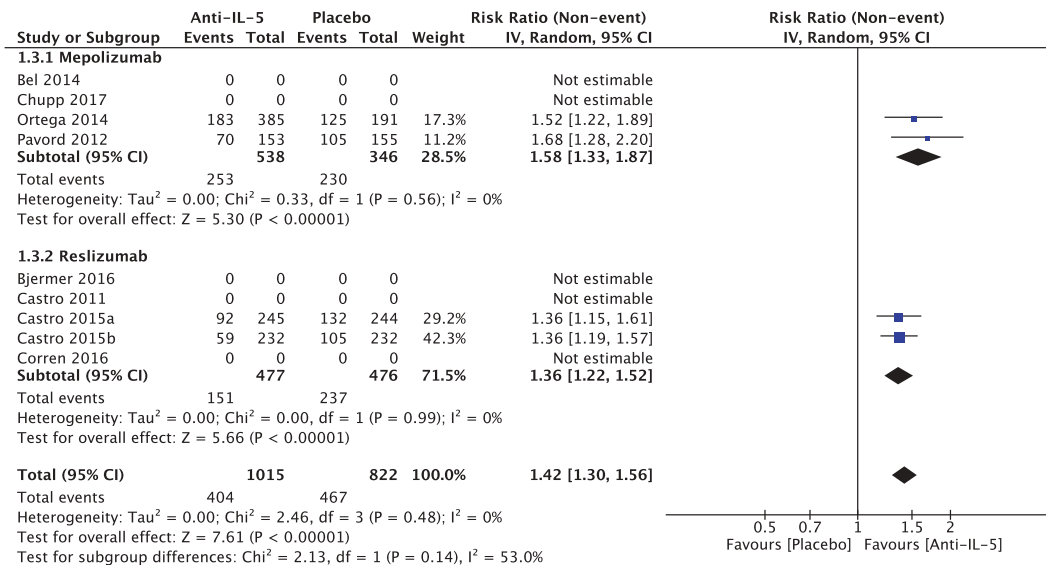 Anti-IL-5 Placebo Risk Ratio (Non-event) Risk Ratio (Non-event)
Study or Subgroup Events Total Events Total Weight IV, Random, 95% CI IV, Random, 95% CI
1.3.1 Mepolizumab
Bel 2014 0 0 0 0 Not estimable
Chupp 2017 0 0 0 0 Not estimable
Ortega 2014 183 385 125 191 17.3% 1.52 [1.22, 1.89]
Pavord 2012 70 153 105 155 11.2% 1.68 [1.28, 2.20]
Subtotal (95% CI) 538 346 28.5% 1.58 [1.33, 1.87]
Total events 253 230
Heterogeneity: Tau² = 0.00; Chi² = 0.33, df = 1 (P = 0.56); I² = 0%
Test for overall effect: Z = 5.30 (P < 0.00001)
1.3.2 Reslizumab
Bjermer 2016 0 0 0 0 Not estimable
Castro 2011 0 0 0 0 Not estimable
Castro 2015a 92 245 132 244 29.2% 1.36 [1.15, 1.61]
Castro 2015b 59 232 105 232 42.3% 1.36 [1.19, 1.57]
Corren 2016 0 0 0 0 Not estimable
Subtotal (95% CI) 477 476 71.5% 1.36 [1.22, 1.52]
Total events 151 237
Heterogeneity: Tau² = 0.00; Chi² = 0.00, df = 1 (P = 0.99); I² = 0%
Test for overall effect: Z = 5.66 (P < 0.00001)
Total (95% CI) 1015 822 100.0% 1.42 [1.30, 1.56]
Total events 404 467
Heterogeneity: Tau² = 0.00; Chi² = 2.46, df = 3 (P = 0.48); I² = 0%
Test for overall effect: Z = 7.61 (P < 0.00001)
Test for subgroup differences: Chi² = 2.13, df = 1 (P = 0.14), I² = 53.0%
0.5 0.7 1 1.5 2
Favours [Placebo] Favours [Anti-IL-5]